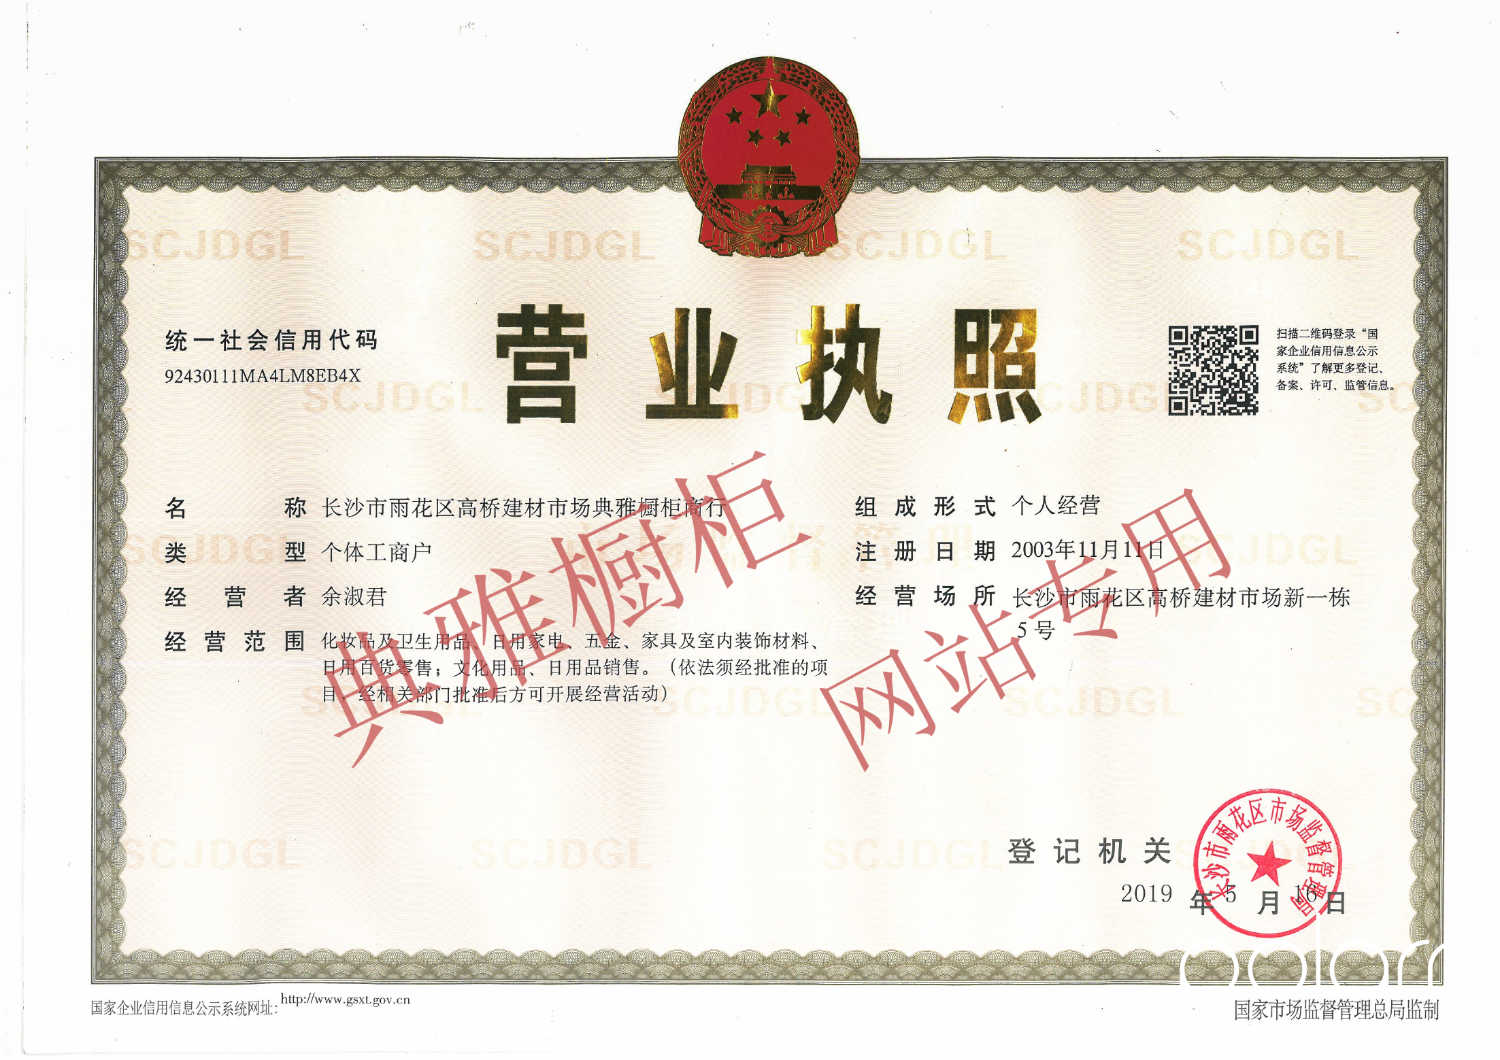 SCJDGL SCJDGL SCJDGL SCJDGL
营业执照
统一社会信用代码
92430111MA4LM8EB4X
扫描二维码登录“国
家企业信用信息公示
系统”了解更多登记、
备案、许可、监管信息。
名 称 长沙市雨花区高桥建材市场典雅橱柜商行
类 型 个体工商户
经 营 者 余淑君
经 营 范 围 化妆品及卫生用品、日用家电、五金、家具及室内装饰材料、
日用百货零售；文化用品、日用品销售。（依法须经批准的项
目，经相关部门批准后方可开展经营活动）
组 成 形 式 个人经营
注 册 日 期 2003年11月11日
经 营 场 所 长沙市雨花区高桥建材市场新一栋
5号
典雅橱柜
网站专用
登 记 机 关
长沙市雨花区市场监督管理局
2019 年 5 月 16 日
国家企业信用信息公示系统网址：http://www.gsxt.gov.cn
国家市场监督管理总局监制